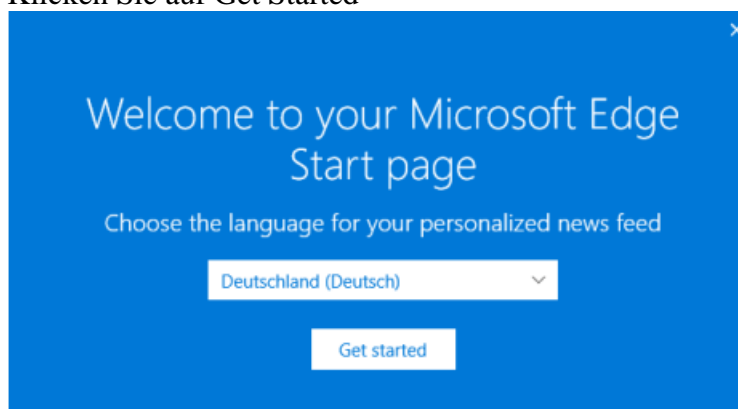 Klicken Sie auf Get Started
Welcome to your Microsoft Edge
Start page
Choose the language for your personalized news feed
Deutschland (Deutsch)
Get started